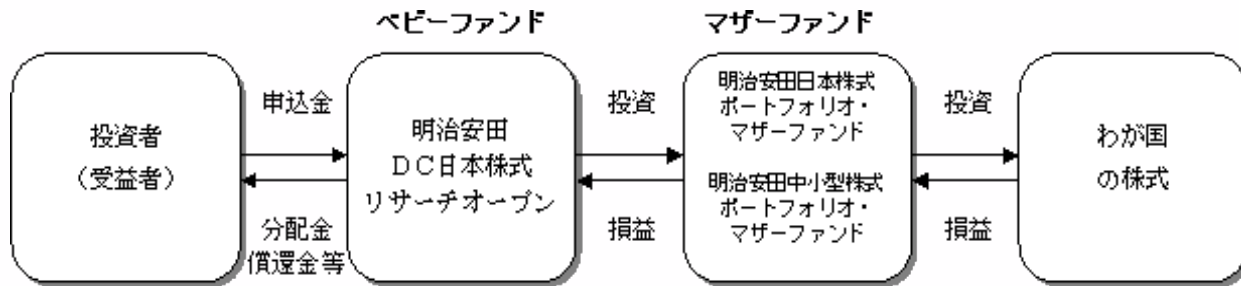 ベビーファンド
マザーファンド
投資者
（受益者）
申込金
分配金
償還金等
明治安田
ＤＣ日本株式
リサーチオープン
投資
損益
明治安田日本株式
ポートフォリオ・
マザーファンド
明治安田中小型株式
ポートフォリオ・
マザーファンド
投資
損益
わが国
の株式